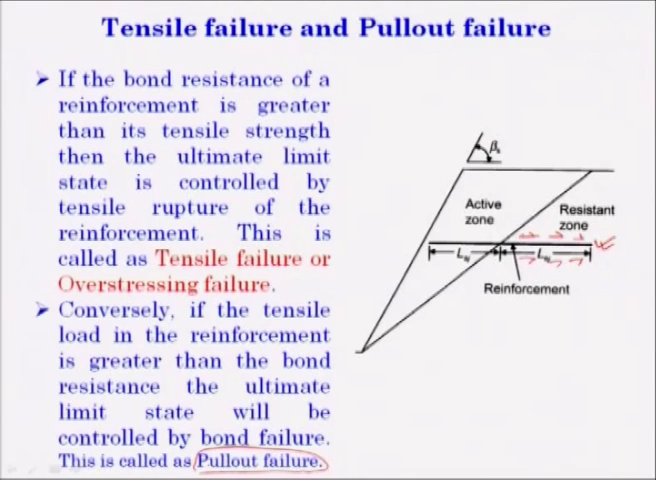 Tensile failure and Pullout failure
➤ If the bond resistance of a
reinforcement is greater
than its tensile strength
then the ultimate limit
state is controlled by
tensile rupture of the
reinforcement. This is
called as Tensile failure or
Overstressing failure.
➤ Conversely, if the tensile
load in the reinforcement
is greater than the bond
resistance the ultimate
limit state will be
controlled by bond failure.
This is called as Pullout failure.
Active
zone
Resistant
zone
Reinforcement